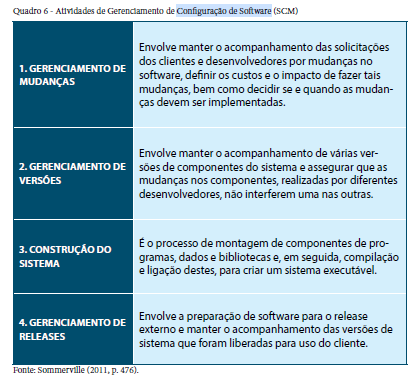 Quadro 6 - Atividades de Gerenciamento de Configuração de Software (SCM)
1. GERENCIAMENTO DE
MUDANÇAS
Envolve manter o acompanhamento das solicitações
dos clientes e desenvolvedores por mudanças no
software, definir os custos e o impacto de fazer tais
mudanças, bem como decidir se e quando as mudan-
ças devem ser implementadas.
2. GERENCIAMENTO DE
VERSÕES
Envolve manter o acompanhamento de várias ver-
sões de componentes do sistema e assegurar que as
mudanças nos componentes, realizadas por diferentes
desenvolvedores, não interferem uma nas outras.
3. CONSTRUÇÃO DO
SISTEMA
É o processo de montagem de componentes de pro-
gramas, dados e bibliotecas e, em seguida, compilação
e ligação destes, para criar um sistema executável.
4. GERENCIAMENTO DE
RELEASES
Envolve a preparação de software para o release
externo e manter o acompanhamento das versões de
sistema que foram liberadas para uso do cliente.
Fonte: Sommerville (2011, p. 476).